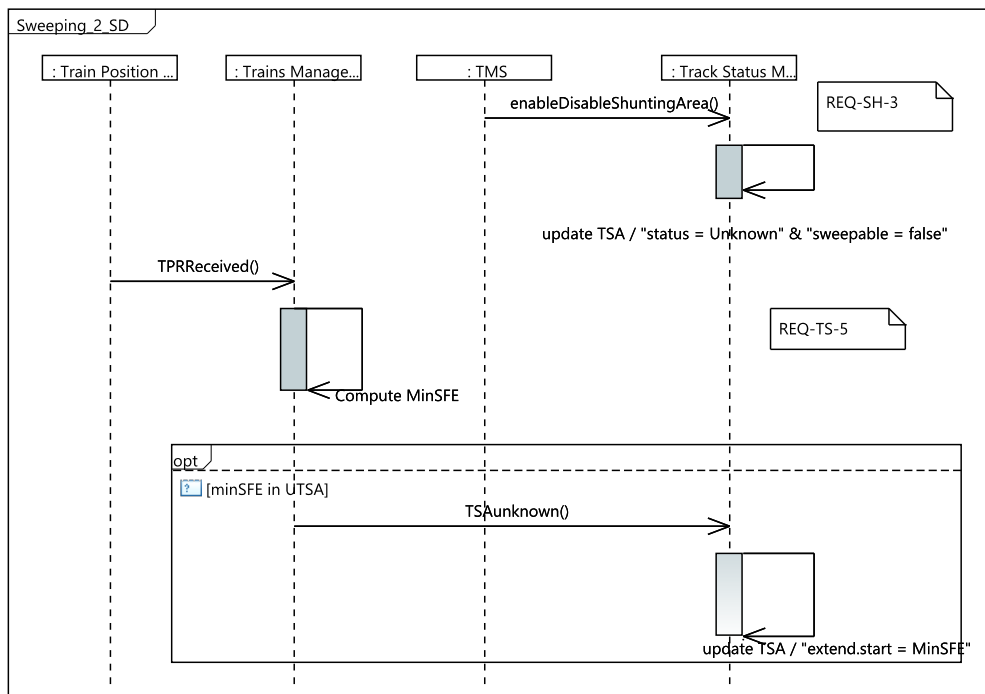 Sweeping_2_SD
: Train Position ...
: Trains Manage...
: TMS
: Track Status M...
enableDisableShuntingArea()
REQ-SH-3
update TSA / "status = Unknown" & "sweepable = false"
TPRReceived()
REQ-TS-5
Compute MinSFE
opt
? [minSFE in UTSA]
TSAunknown()
update TSA / "extend.start = MinSFE"